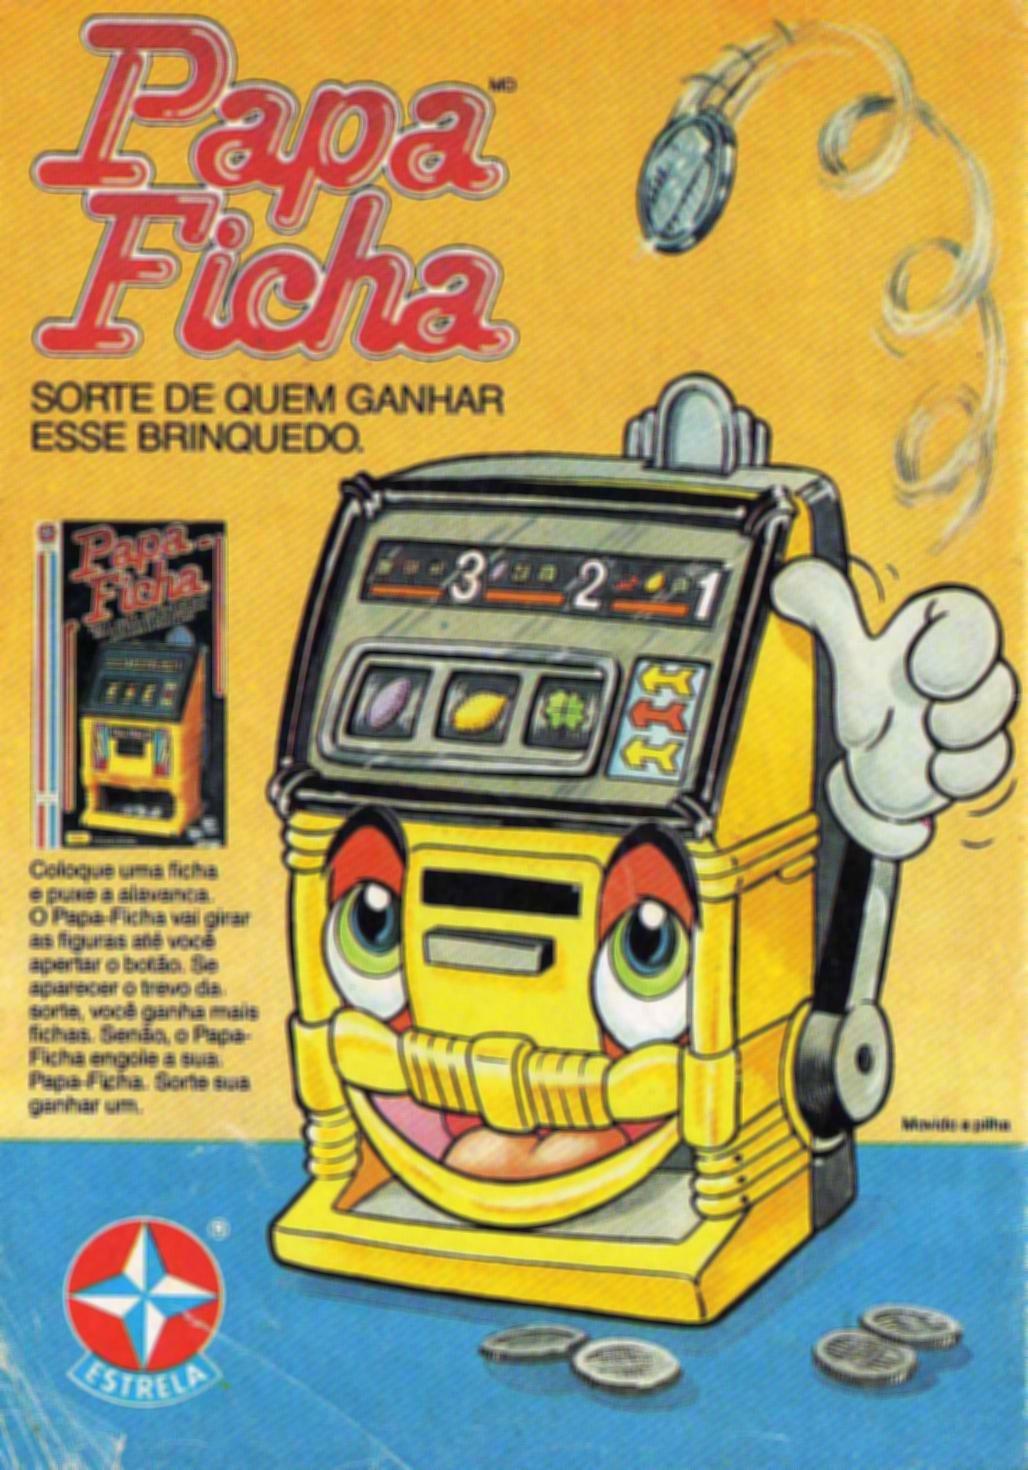 Papa
MD
Ficha
SORTE DE QUEM GANHAR
ESSE BRINQUEDO.
Papa-
Ficha
3 2 1
Coloque uma ficha
e puxe a alavanca.
O Papa-Ficha vai girar
as figuras até você
apertar o botão. Se
aparecer o trevo da
sorte, você ganha mais
fichas. Senão, o Papa-
Ficha engole a sua.
Papa-Ficha. Sorte sua
ganhar um.
Movido a pilha
®
ESTRELA